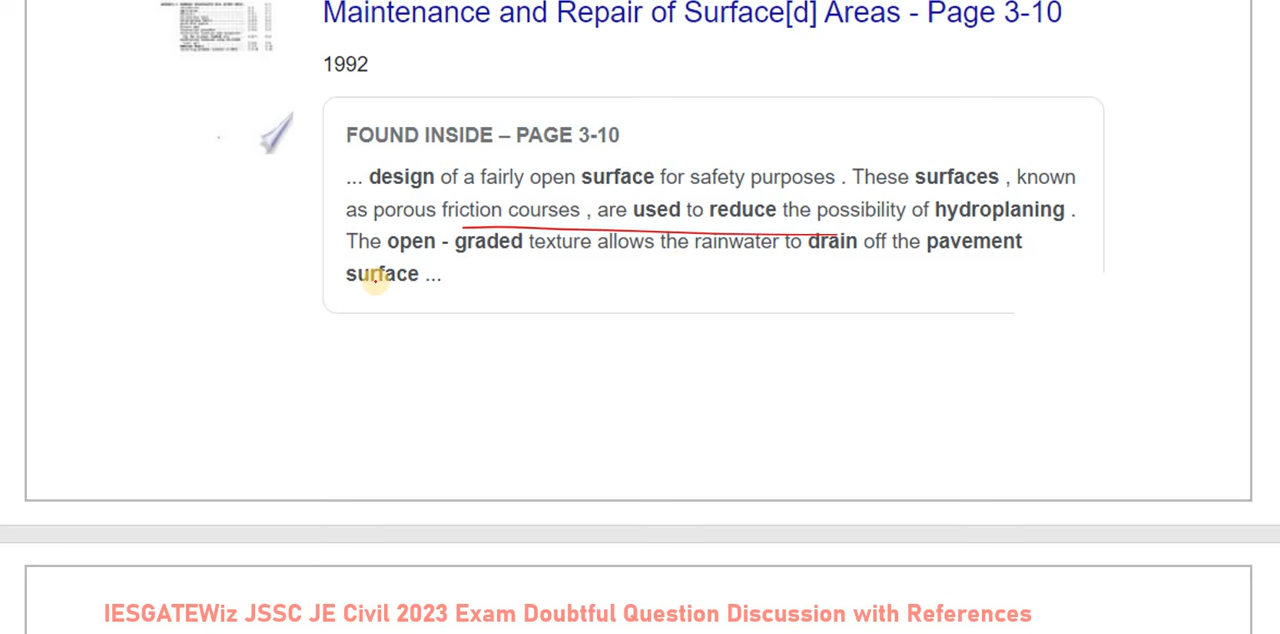 Maintenance and Repair of Surface[d] Areas - Page 3-10
1992
FOUND INSIDE – PAGE 3-10
... design of a fairly open surface for safety purposes . These surfaces , known
as porous friction courses , are used to reduce the possibility of hydroplaning .
The open - graded texture allows the rainwater to drain off the pavement
surface ...
IESGATEWiz JSSC JE Civil 2023 Exam Doubtful Question Discussion with References